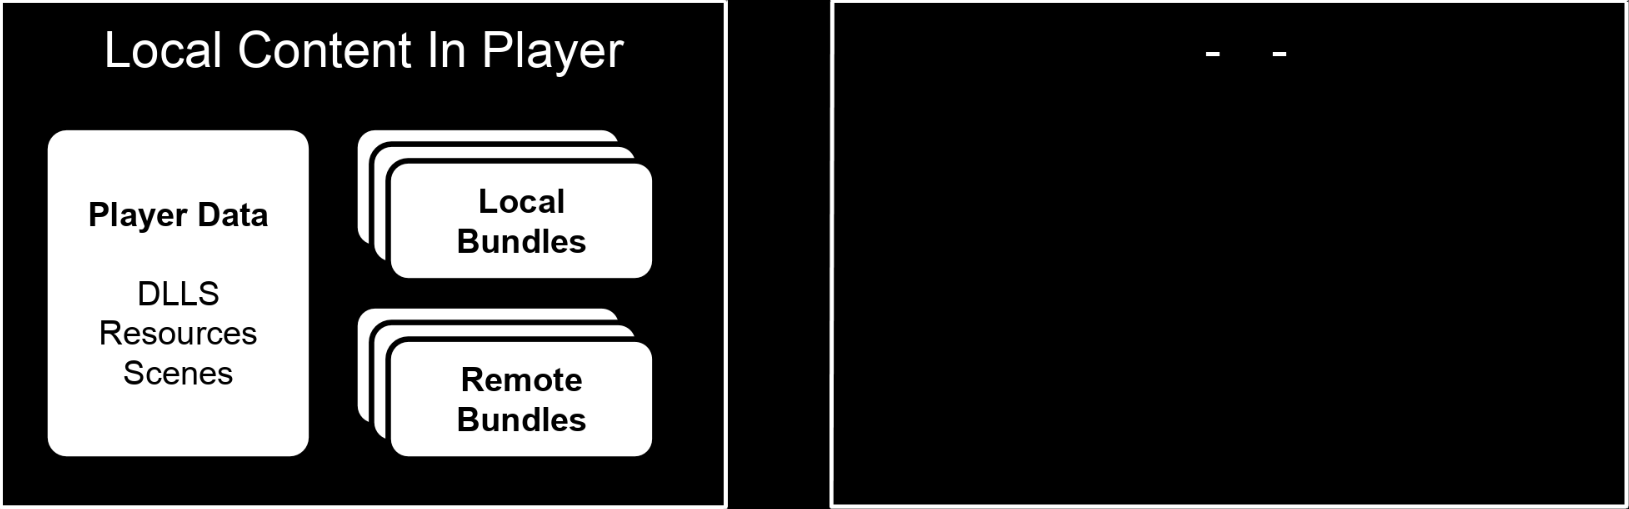 Local Content In Player
- -
Player Data
DLLS
Resources
Scenes
Local
Bundles
Remote
Bundles